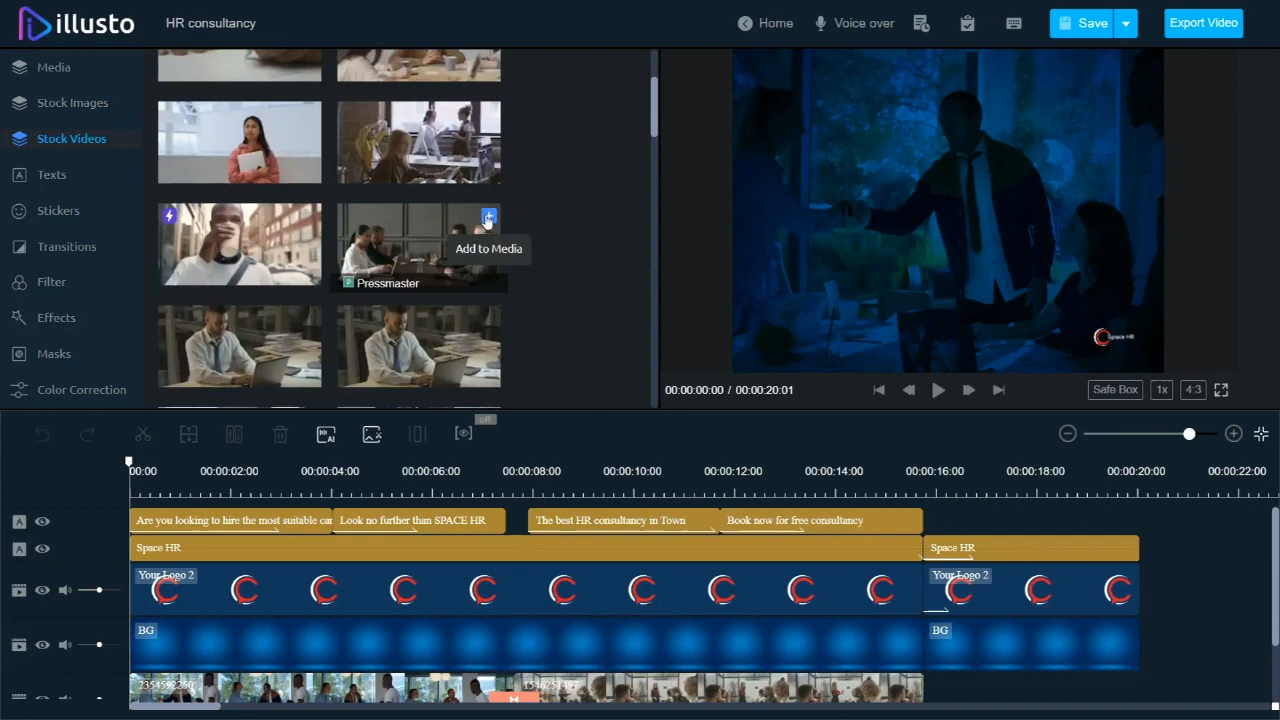 illusto
HR consultancy
Home
Voice over
Save
Export Video
Media
Stock Images
Stock Videos
Texts
Stickers
Transitions
Filter
Effects
Masks
Color Correction
Add to Media
Pressmaster
Space HR
00:00:00:00 / 00:00:20:01
Safe Box
1x
4:3
off
AI
00:00
00:00:02:00
00:00:04:00
00:00:06:00
00:00:08:00
00:00:10:00
00:00:12:00
00:00:14:00
00:00:16:00
00:00:18:00
00:00:20:00
00:00:22:00
A
Are you looking to hire the most suitable car
Look no further than SPACE HR
The best HR consultancy in Town
Book now for free consultancy
A
Space HR
Space HR
Your Logo 2
Your Logo 2
BG
BG
2354592250